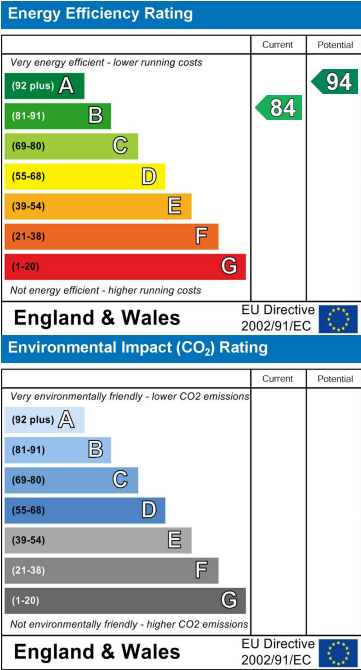 Energy Efficiency Rating
Current Potential
Very energy efficient - lower running costs
(92 plus) A
(81-91) B
(69-80) C
(55-68) D
(39-54) E
(21-38) F
(1-20) G
84
94
Not energy efficient - higher running costs
England & Wales
EU Directive
2002/91/EC
Environmental Impact (CO₂) Rating
Current Potential
Very environmentally friendly - lower CO2 emissions
(92 plus) A
(81-91) B
(69-80) C
(55-68) D
(39-54) E
(21-38) F
(1-20) G
Not environmentally friendly - higher CO2 emissions
England & Wales
EU Directive
2002/91/EC